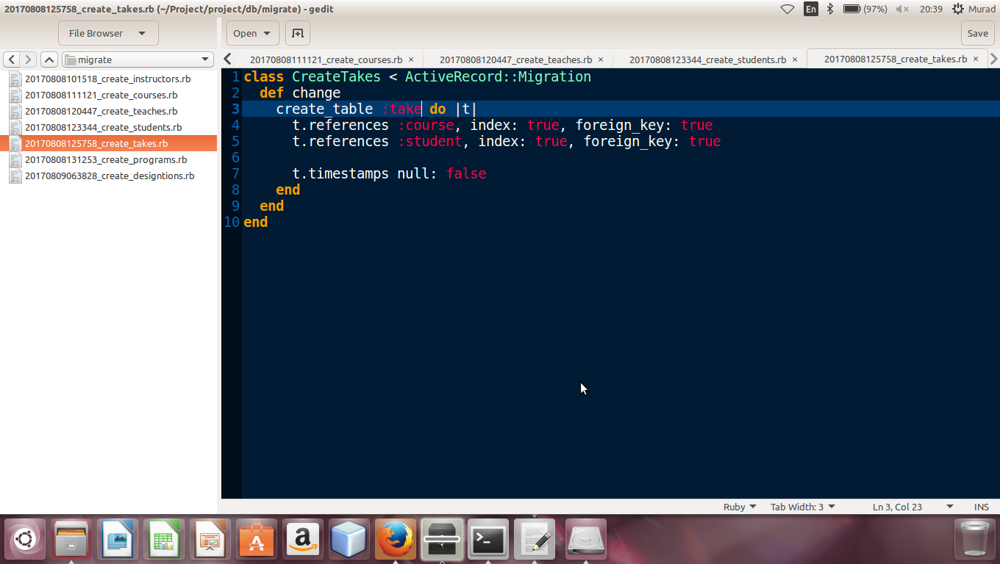 20170808125758_create_takes.rb (~/Project/project/db/migrate) - gedit
En (97%) 20:39 Murad
File Browser
Open
Save
migrate
20170808111121_create_courses.rb ×
20170808120447_create_teaches.rb ×
20170808123344_create_students.rb ×
20170808125758_create_takes.rb ×
20170808101518_create_instructors.rb
20170808111121_create_courses.rb
20170808120447_create_teaches.rb
20170808123344_create_students.rb
20170808125758_create_takes.rb
20170808131253_create_programs.rb
20170809063828_create_designtions.rb
1 class CreateTakes < ActiveRecord::Migration
2   def change
3     create_table :take do |t|
4       t.references :course, index: true, foreign_key: true
5       t.references :student, index: true, foreign_key: true
6
7       t.timestamps null: false
8     end
9   end
10 end
Ruby Tab Width: 3 Ln 3, Col 23 INS